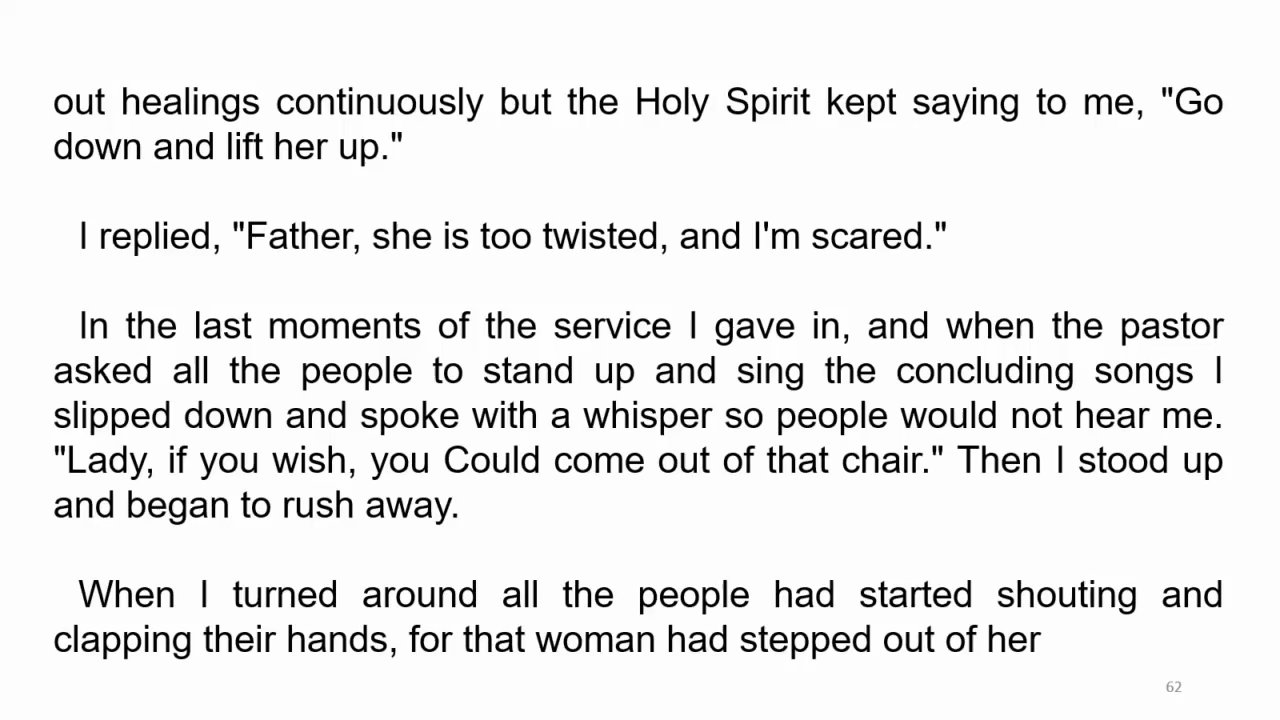 out healings continuously but the Holy Spirit kept saying to me, "Go
down and lift her up."
I replied, "Father, she is too twisted, and I'm scared."
In the last moments of the service I gave in, and when the pastor
asked all the people to stand up and sing the concluding songs I
slipped down and spoke with a whisper so people would not hear me.
"Lady, if you wish, you Could come out of that chair." Then I stood up
and began to rush away.
When I turned around all the people had started shouting and
clapping their hands, for that woman had stepped out of her
62